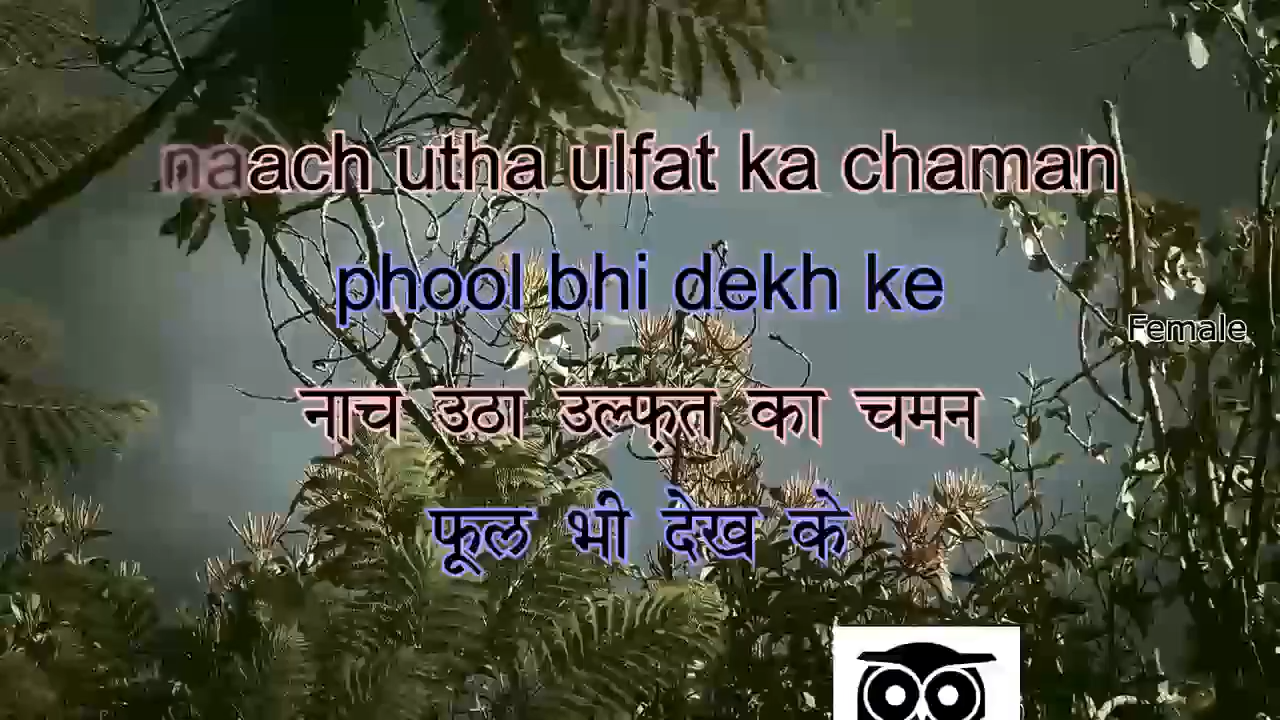 naach utha ulfat ka chaman
phool bhi dekh ke
Female
नाच उठा उल्फ़त का चमन
फूल भी देख के